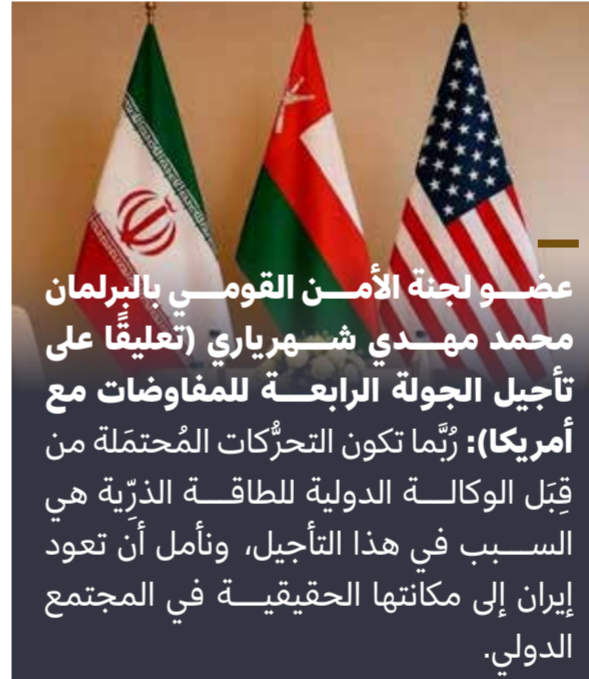 عضو لجنة الأمن القومي بالبرلمان
محمد مهدي شهرياري (تعليقًا على
تأجيل الجولة الرابعة للمفاوضات مع
أمريكا): رُبَّما تكون التحرُّكات المُحتمَلة من
قِبَل الوكالة الدولية للطاقة الذرِّية هي
السبب في هذا التأجيل، ونأمل أن تعود
إيران إلى مكانتها الحقيقية في المجتمع
الدولي.